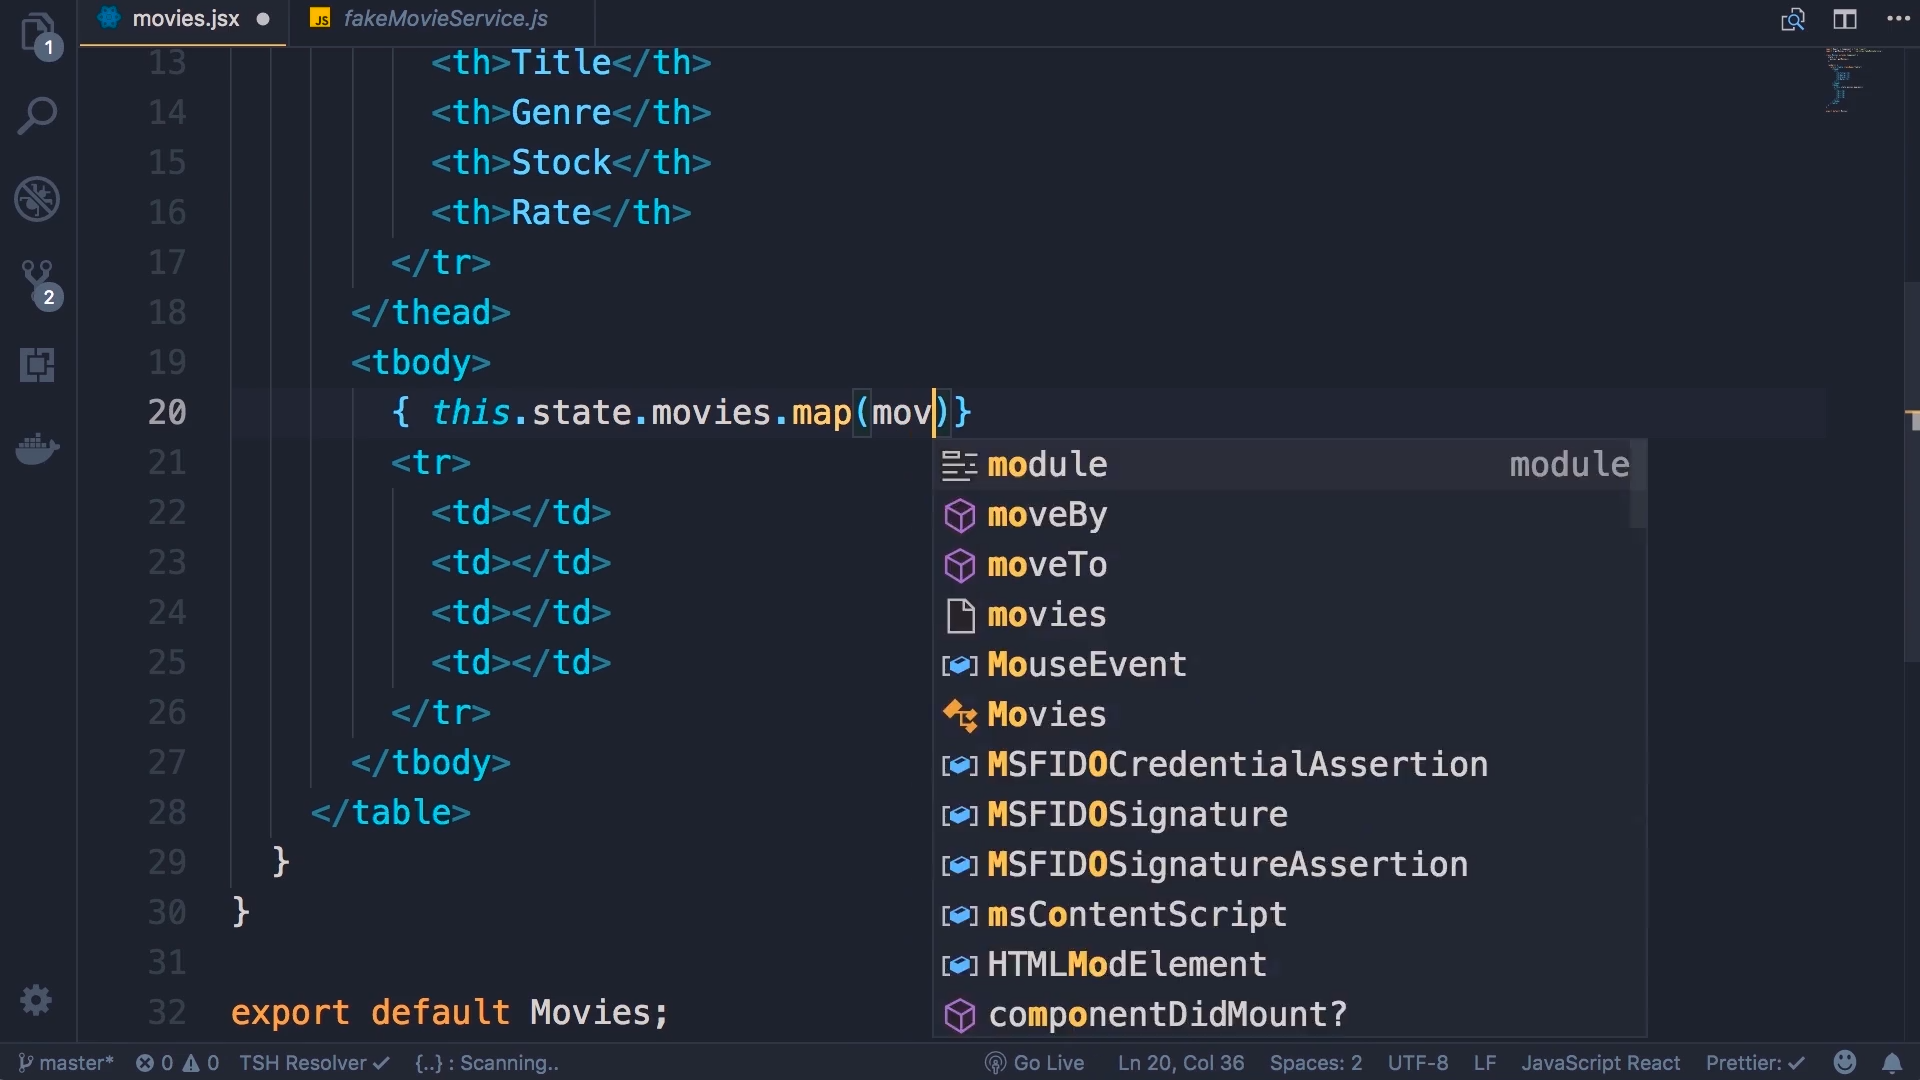 movies.jsx
JS fakeMovieService.js
1
2
13 <th>Title</th>
14 <th>Genre</th>
15 <th>Stock</th>
16 <th>Rate</th>
17 </tr>
18 </thead>
19 <tbody>
20 { this.state.movies.map(mov)}
21 <tr>
22 <td></td>
23 <td></td>
24 <td></td>
25 <td></td>
26 </tr>
27 </tbody>
28 </table>
29 }
30 }
31
32 export default Movies;
module module
moveBy
moveTo
movies
MouseEvent
Movies
MSFIDOCredentialAssertion
MSFIDOSignature
MSFIDOSignatureAssertion
msContentScript
HTMLModElement
componentDidMount?
master* 0 0 TSH Resolver ✓ {..} : Scanning.. Go Live Ln 20, Col 36 Spaces: 2 UTF-8 LF JavaScript React Prettier: ✓